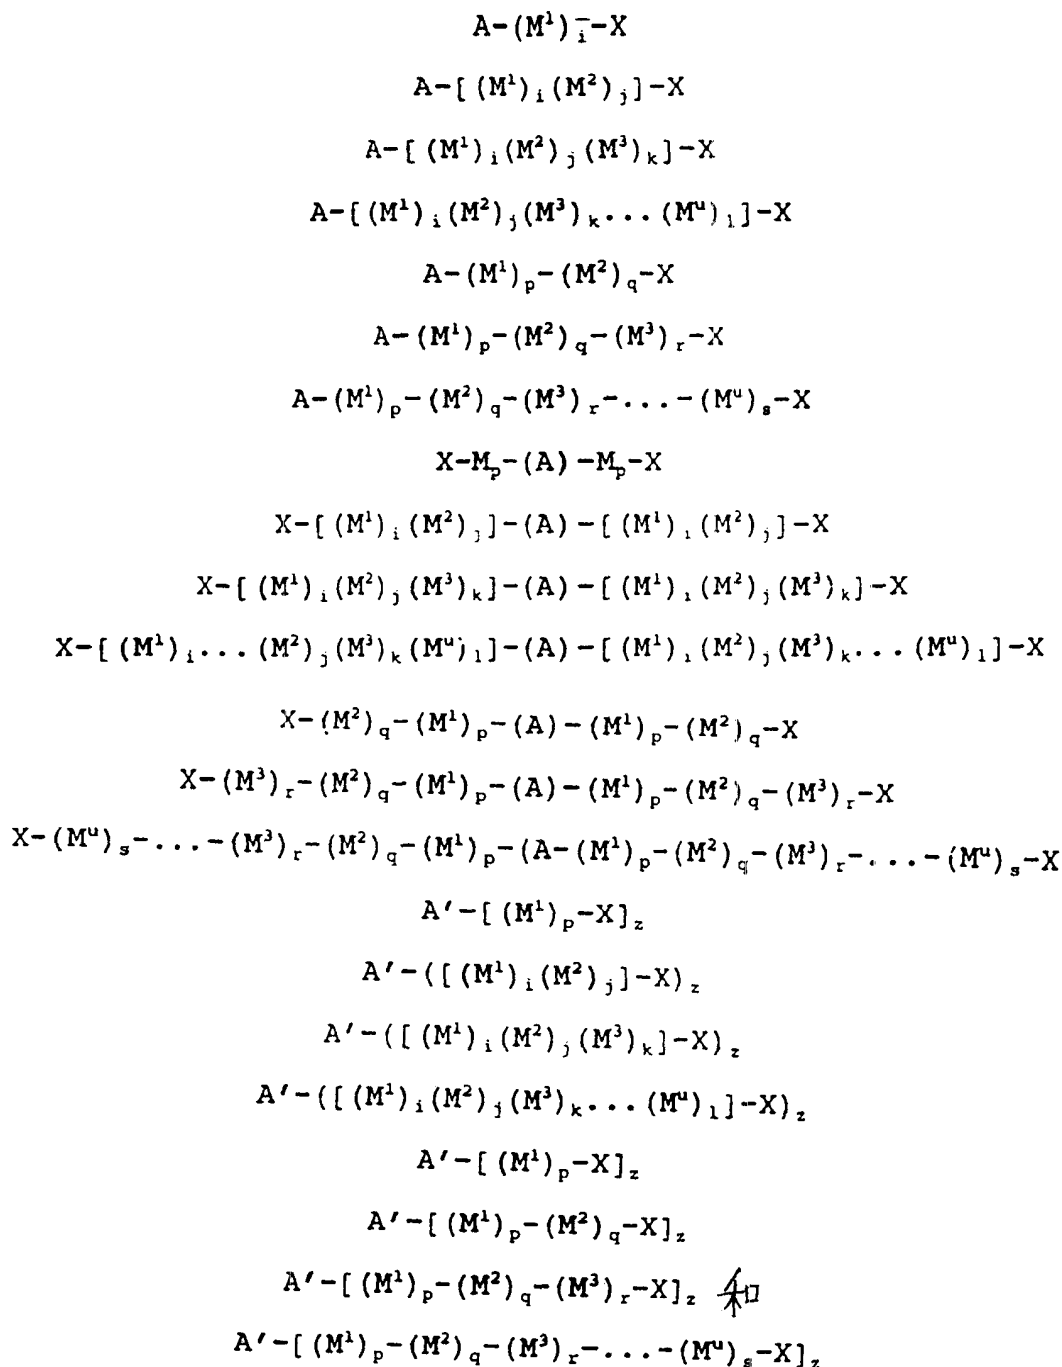 A-(M¹)ᵢ-X
A-[(M¹)ᵢ(M²)ⱼ]-X
A-[(M¹)ᵢ(M²)ⱼ(M³)ₖ]-X
A-[(M¹)ᵢ(M²)ⱼ(M³)ₖ...(Mᵘ)ₗ]-X
A-(M¹)ₚ-(M²)q-X
A-(M¹)ₚ-(M²)q-(M³)ᵣ-X
A-(M¹)ₚ-(M²)q-(M³)ᵣ-...-(Mᵘ)ₛ-X
X-Mₚ-(A)-Mₚ-X
X-[(M¹)ᵢ(M²)ⱼ]-(A)-[(M¹)ᵢ(M²)ⱼ]-X
X-[(M¹)ᵢ(M²)ⱼ(M³)ₖ]-(A)-[(M¹)ᵢ(M²)ⱼ(M³)ₖ]-X
X-[(M¹)ᵢ...(M²)ⱼ(M³)ₖ(Mᵘ)ₗ]-(A)-[(M¹)ᵢ(M²)ⱼ(M³)ₖ...(Mᵘ)ₗ]-X
X-(M²)q-(M¹)ₚ-(A)-(M¹)ₚ-(M²)q-X
X-(M³)ᵣ-(M²)q-(M¹)ₚ-(A)-(M¹)ₚ-(M²)q-(M³)ᵣ-X
X-(Mᵘ)ₛ-...-(M³)ᵣ-(M²)q-(M¹)ₚ-(A-(M¹)ₚ-(M²)q-(M³)ᵣ-...-(Mᵘ)ₛ-X
A′-[(M¹)ₚ-X]z
A′-([(M¹)ᵢ(M²)ⱼ]-X)z
A′-([(M¹)ᵢ(M²)ⱼ(M³)ₖ]-X)z
A′-([(M¹)ᵢ(M²)ⱼ(M³)ₖ...(Mᵘ)ₗ]-X)z
A′-[(M¹)ₚ-X]z
A′-[(M¹)ₚ-(M²)q-X]z
A′-[(M¹)ₚ-(M²)q-(M³)ᵣ-X]z 和
A′-[(M¹)ₚ-(M²)q-(M³)ᵣ-...-(Mᵘ)ₛ-X]z